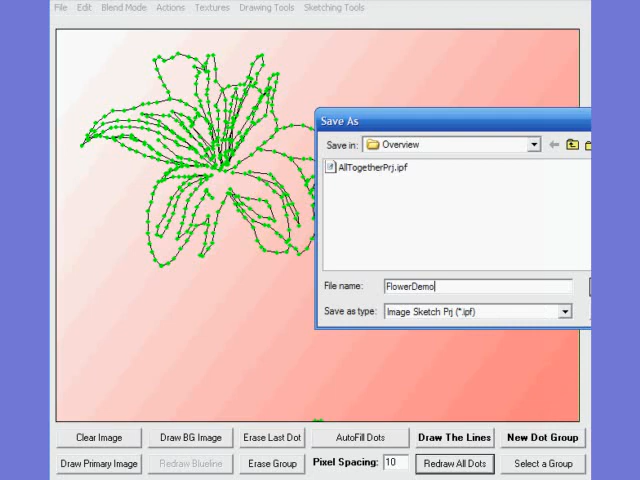 File Edit Blend Mode Actions Textures Drawing Tools Sketching Tools
Save As
Save in: Overview
AllTogetherPrj.ipf
File name: FlowerDemo
Save as type: Image Sketch Prj (*.ipf)
Clear Image Draw BG Image Erase Last Dot AutoFill Dots Draw The Lines New Dot Group
Draw Primary Image Redraw Blueline Erase Group Pixel Spacing: 10 Redraw All Dots Select a Group